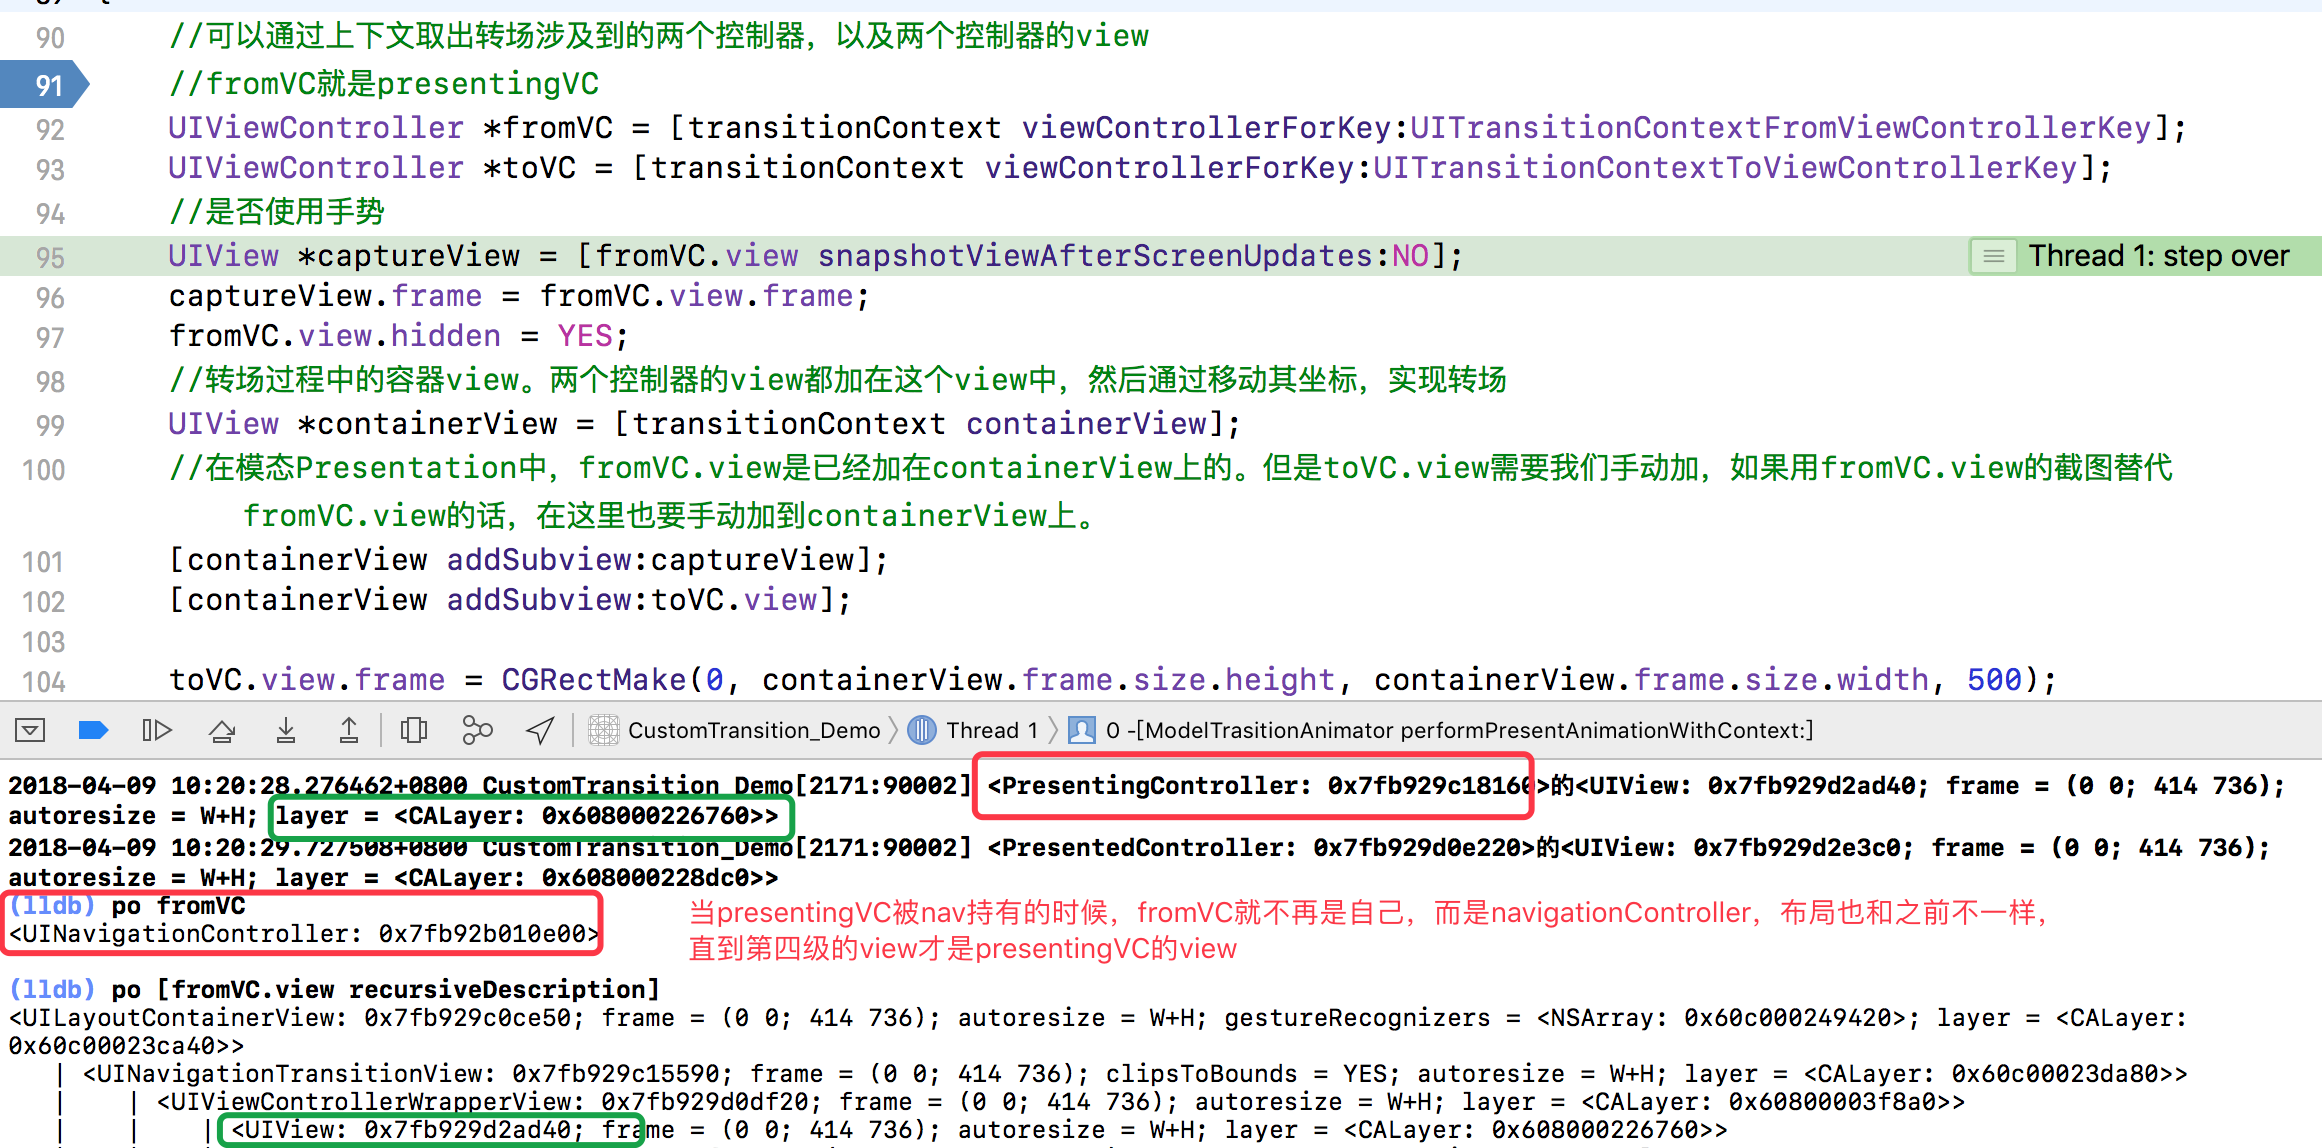 90 //可以通过上下文取出转场涉及到的两个控制器，以及两个控制器的view
91 //fromVC就是presentingVC
92 UIViewController *fromVC = [transitionContext viewControllerForKey:UITransitionContextFromViewControllerKey];
93 UIViewController *toVC = [transitionContext viewControllerForKey:UITransitionContextToViewControllerKey];
94 //是否使用手势
95 UIView *captureView = [fromVC.view snapshotViewAfterScreenUpdates:NO]; Thread 1: step over
96 captureView.frame = fromVC.view.frame;
97 fromVC.view.hidden = YES;
98 //转场过程中的容器view。两个控制器的view都加在这个view中，然后通过移动其坐标，实现转场
99 UIView *containerView = [transitionContext containerView];
100 //在模态Presentation中，fromVC.view是已经加在containerView上的。但是toVC.view需要我们手动加，如果用fromVC.view的截图替代
fromVC.view的话，在这里也要手动加到containerView上。
101 [containerView addSubview:captureView];
102 [containerView addSubview:toVC.view];
103
104 toVC.view.frame = CGRectMake(0, containerView.frame.size.height, containerView.frame.size.width, 500);
CustomTransition_Demo Thread 1 0 -[ModelTrasitionAnimator performPresentAnimationWithContext:]
2018-04-09 10:20:28.276462+0800 CustomTransition_Demo[2171:90002] <PresentingController: 0x7fb929c18160>的<UIView: 0x7fb929d2ad40; frame = (0 0; 414 736);
autoresize = W+H; layer = <CALayer: 0x608000226760>>
2018-04-09 10:20:29.727508+0800 CustomTransition_Demo[2171:90002] <PresentedController: 0x7fb929d0e220>的<UIView: 0x7fb929d2e3c0; frame = (0 0; 414 736);
autoresize = W+H; layer = <CALayer: 0x608000228dc0>>
(lldb) po fromVC
<UINavigationController: 0x7fb92b010e00>
当presentingVC被nav持有的时候，fromVC就不再是自己，而是navigationController，布局也和之前不一样，
直到第四级的view才是presentingVC的view
(lldb) po [fromVC.view recursiveDescription]
<UILayoutContainerView: 0x7fb929c0ce50; frame = (0 0; 414 736); autoresize = W+H; gestureRecognizers = <NSArray: 0x60c000249420>; layer = <CALayer:
0x60c00023ca40>>
| <UINavigationTransitionView: 0x7fb929c15590; frame = (0 0; 414 736); clipsToBounds = YES; autoresize = W+H; layer = <CALayer: 0x60c00023da80>>
| | <UIViewControllerWrapperView: 0x7fb929d0df20; frame = (0 0; 414 736); autoresize = W+H; layer = <CALayer: 0x60800003f8a0>>
| | | <UIView: 0x7fb929d2ad40; frame = (0 0; 414 736); autoresize = W+H; layer = <CALayer: 0x608000226760>>